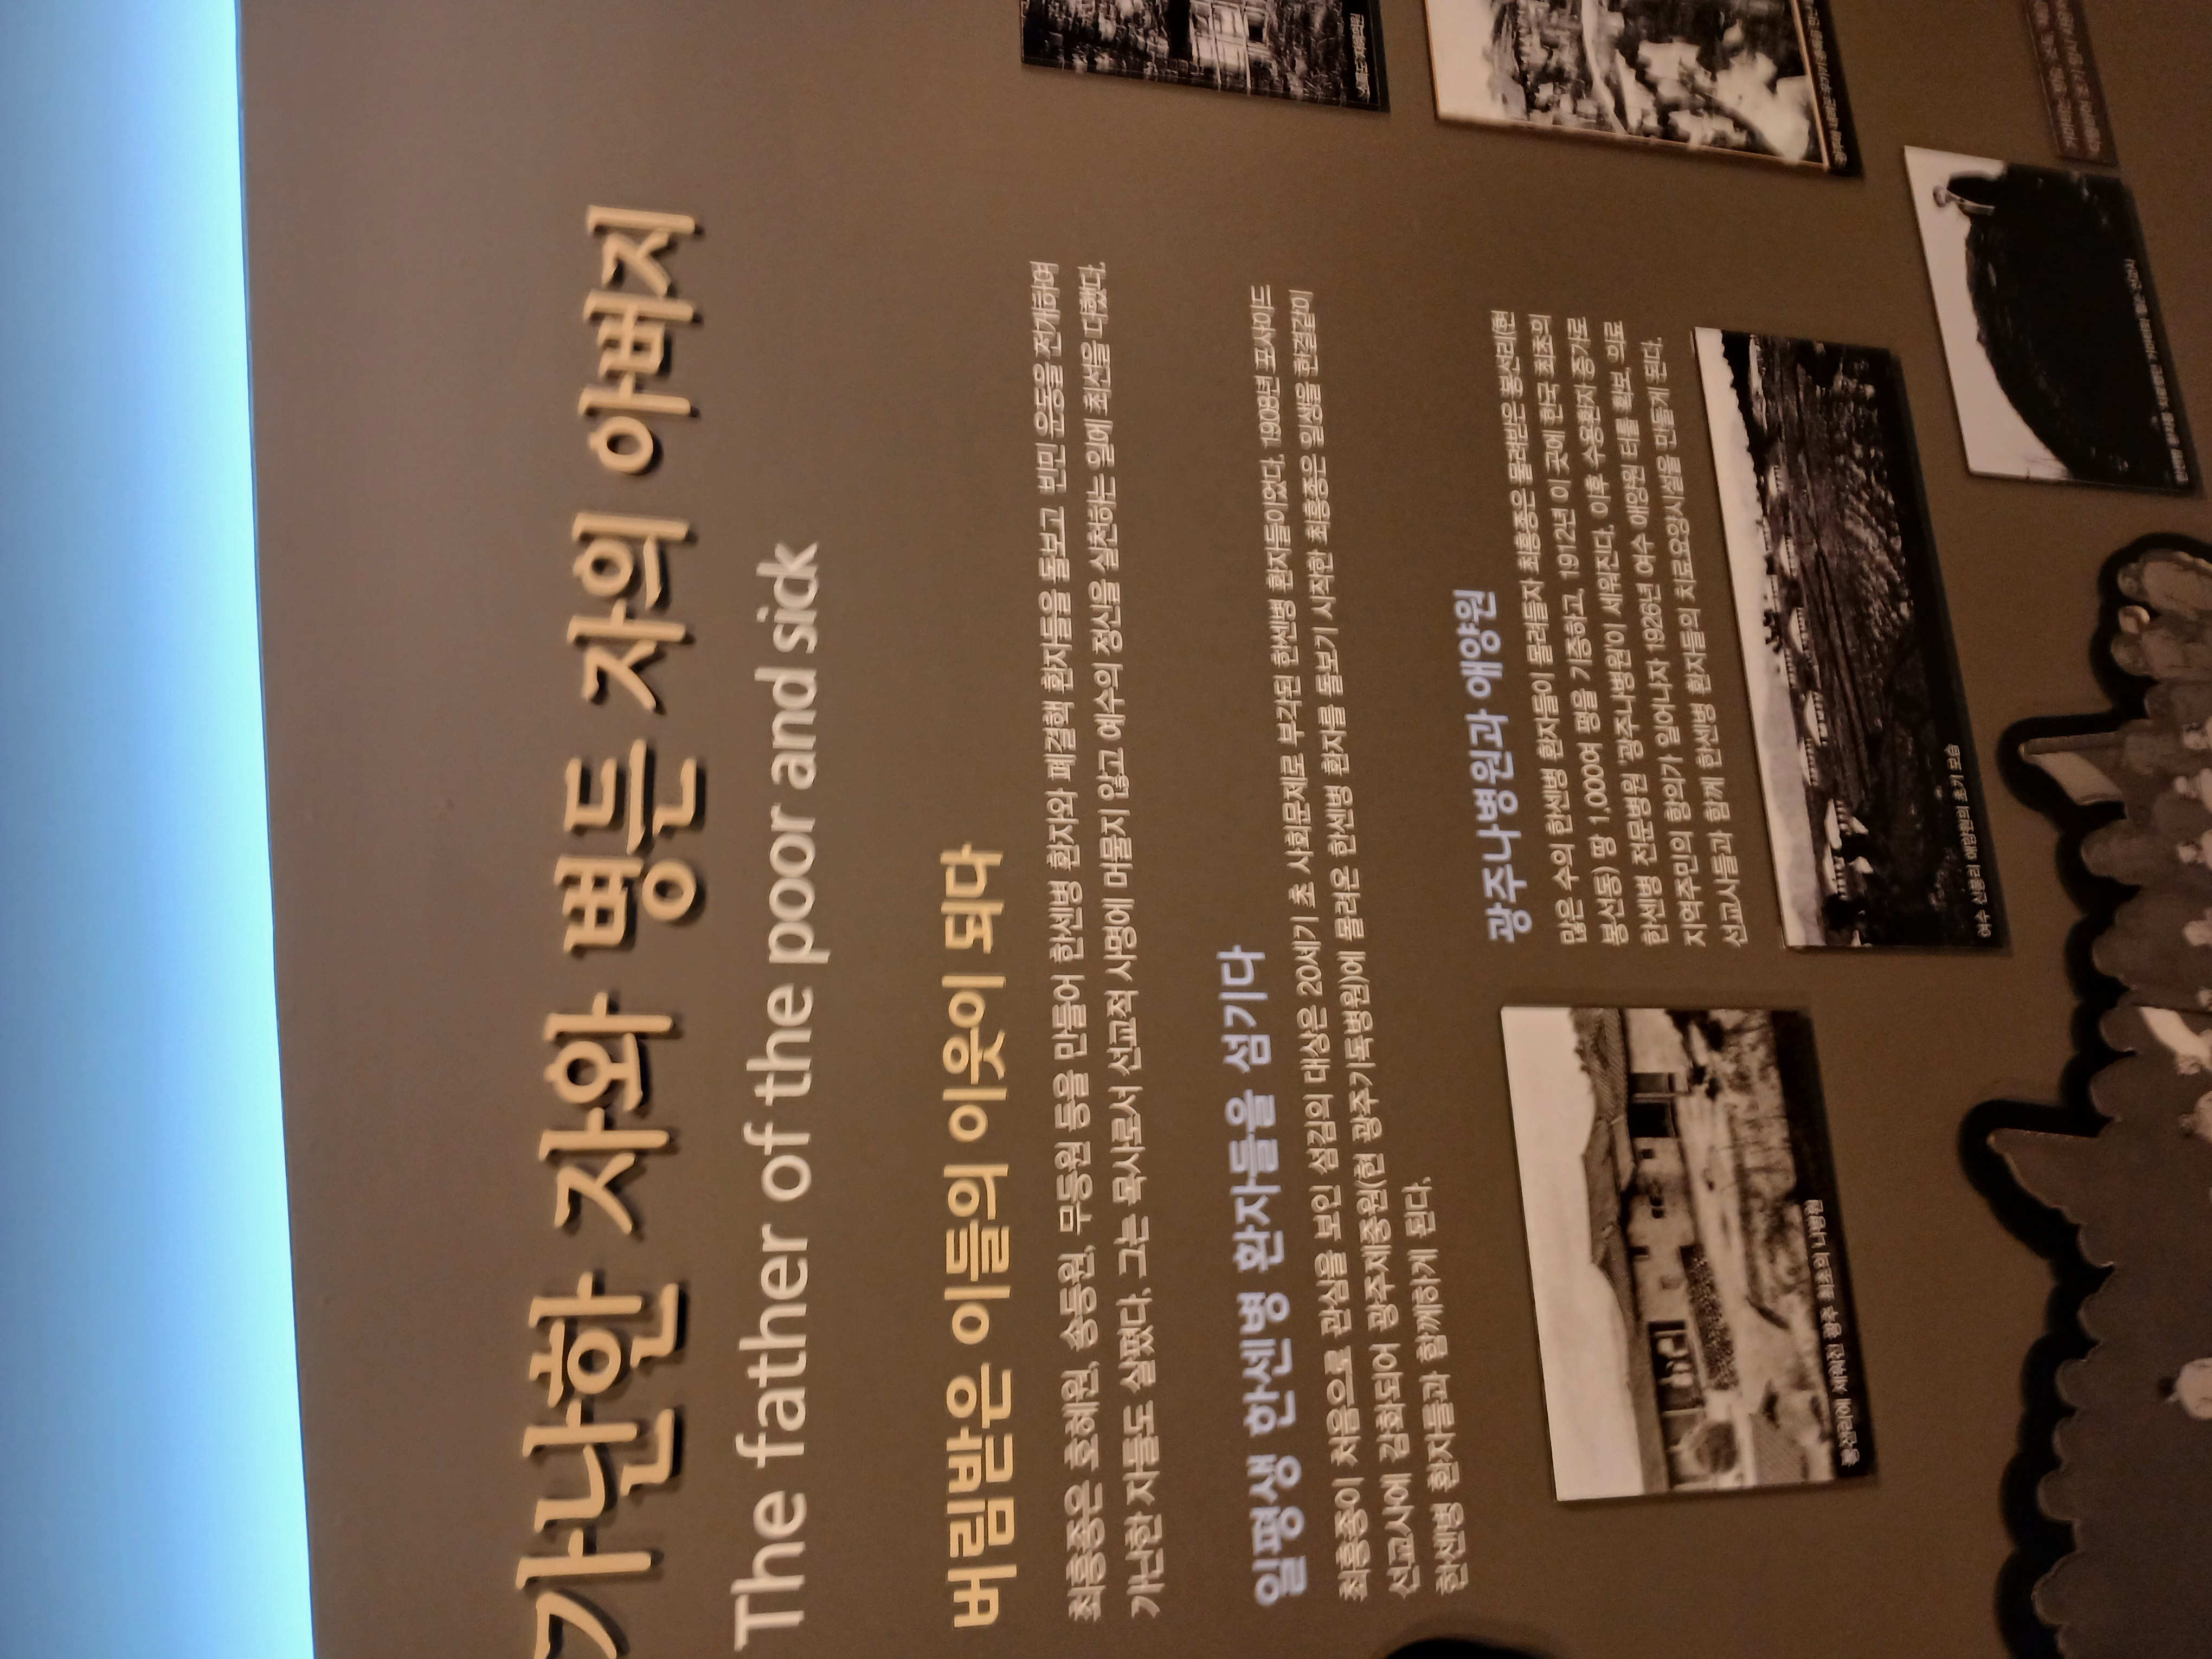 가난한 자와 병든 자의 아버지
The father of the poor and sick
버림받은 이들의 이웃이 되다
최흥종은 호혜원, 송등원, 무등원 등을 만들어 한센병 환자와 폐결핵 환자들을 돌보고 빈민 운동을 전개하여
가난한 자들도 살폈다. 그는 목사로서 선교적 사명에 머물지 않고 예수의 정신을 실천하는 일에 최선을 다했다.
일평생 한센병 환자들을 섬기다
최흥종이 처음으로 관심을 보인 섬김의 대상은 20세기 초 사회문제로 부각된 한센병 환자들이었다. 1909년 포사이드
선교사에 감화되어 광주제중원(현 광주기독병원)에 몰려온 한센병 환자를 돌보기 시작한 최흥종은 일생을 한결같이
한센병 환자들과 함께하게 된다.
광주나병원과 애양원
많은 수의 한센병 환자들이 몰려들자 최흥종은 물려받은 봉선리(현
봉선동) 땅 1,000여 평을 기증하고, 1912년 이 곳에 한국 최초의
한센병 전문병원 '광주나병원'이 세워진다. 이후 수용환자 증가로
지역주민의 항의가 일어나자 1926년 여수 애양원 터를 확보, 의료
선교사들과 함께 한센병 환자들의 치료요양시설을 만들게 된다.
봉선리에 세워진 광주 최초의 나병원
여수 신풍리 애양원의 초기 모습